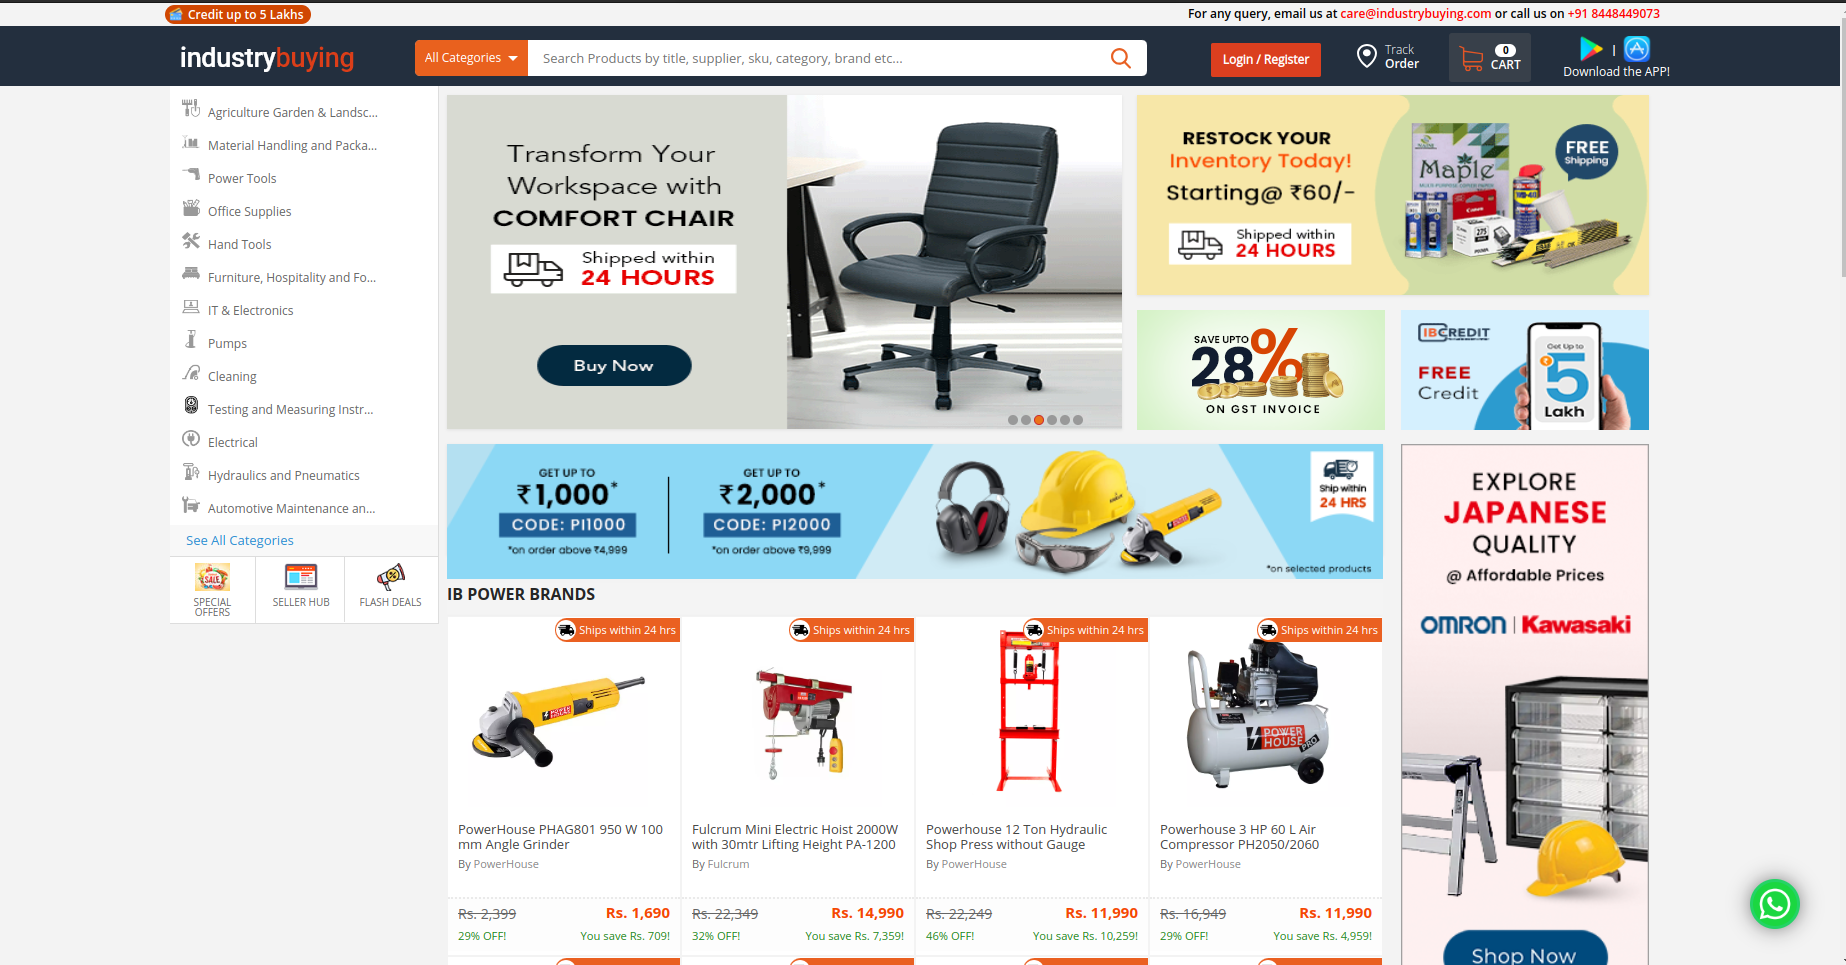 Credit up to 5 Lakhs
For any query, email us at care@industrybuying.com or call us on +91 8448449073
industrybuying
All Categories
Search Products by title, supplier, sku, category, brand etc...
Login / Register
Track
Order
0
CART
Download the APP!
Agriculture Garden & Landsc...
Material Handling and Packa...
Power Tools
Office Supplies
Hand Tools
Furniture, Hospitality and Fo...
IT & Electronics
Pumps
Cleaning
Testing and Measuring Instr...
Electrical
Hydraulics and Pneumatics
Automotive Maintenance an...
See All Categories
SALE
SPECIAL
OFFERS
SELLER HUB
FLASH DEALS
Transform Your
Workspace with
COMFORT CHAIR
Shipped within
24 HOURS
Buy Now
RESTOCK YOUR
Inventory Today!
Starting@ ₹60/-
Shipped within
24 HOURS
Maple
Canon
275
WD-40
FREE
Shipping
SAVE UPTO
28%
ON GST INVOICE
IBCREDIT
FREE
Credit
Get Up to
₹5
Lakh
GET UP TO
₹1,000*
CODE: PI1000
*on order above ₹4,999
GET UP TO
₹2,000*
CODE: PI2000
*on order above ₹9,999
Ship within
24 HRS
*on selected products
EXPLORE
JAPANESE
QUALITY
@ Affordable Prices
OMRON | Kawasaki
Shop Now
IB POWER BRANDS
Ships within 24 hrs
POWER
HOUSE
PowerHouse PHAG801 950 W 100
mm Angle Grinder
By PowerHouse
Rs. 2,399
Rs. 1,690
29% OFF!
You save Rs. 709!
Ships within 24 hrs
Fulcrum Mini Electric Hoist 2000W
with 30mtr Lifting Height PA-1200
By Fulcrum
Rs. 22,349
Rs. 14,990
32% OFF!
You save Rs. 7,359!
Ships within 24 hrs
Powerhouse 12 Ton Hydraulic
Shop Press without Gauge
By PowerHouse
Rs. 22,249
Rs. 11,990
46% OFF!
You save Rs. 10,259!
Ships within 24 hrs
POWER
HOUSE
PRO
Powerhouse 3 HP 60 L Air
Compressor PH2050/2060
By PowerHouse
Rs. 16,949
Rs. 11,990
29% OFF!
You save Rs. 4,959!